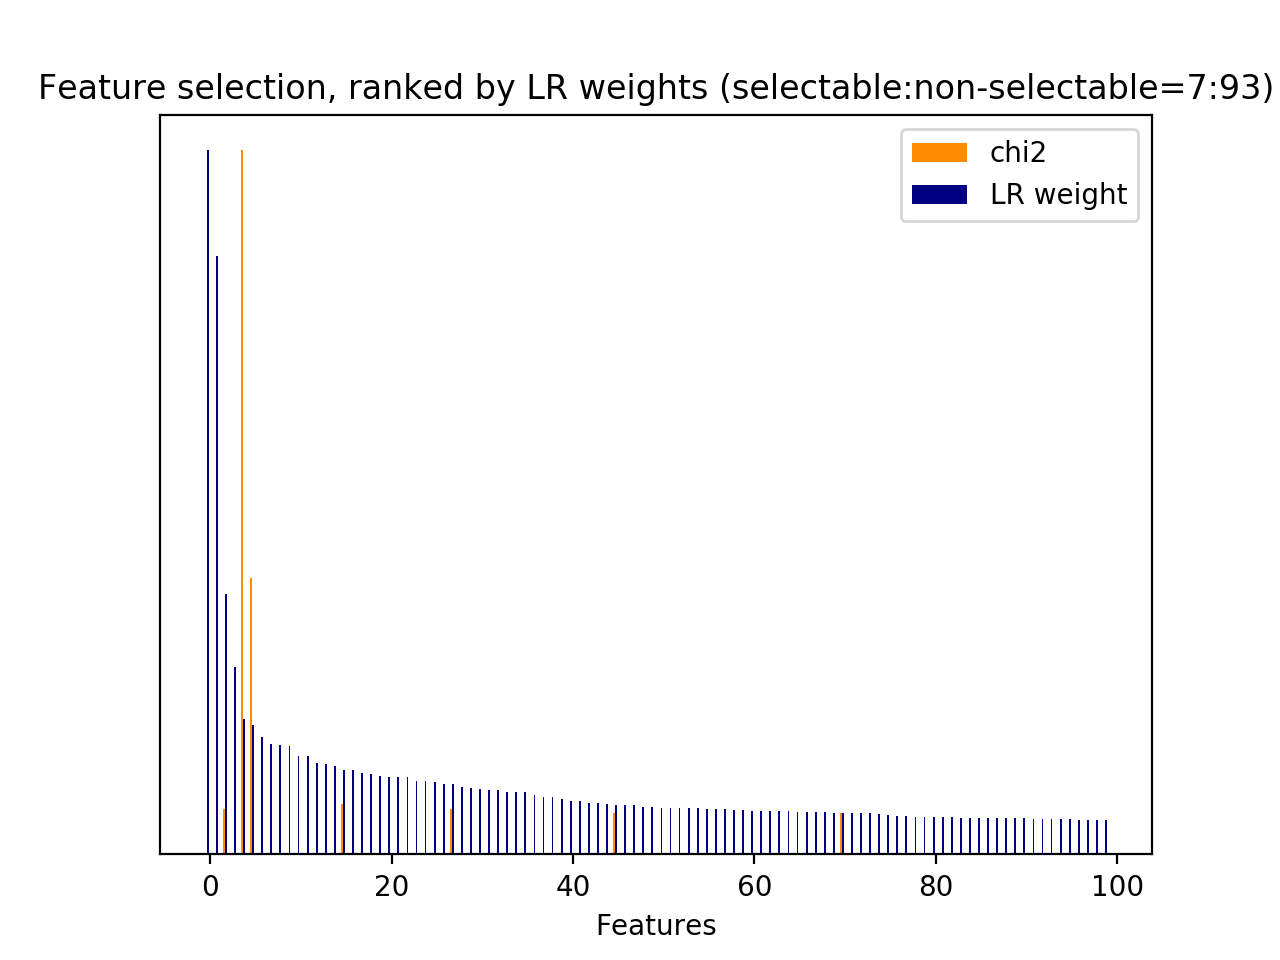 Feature selection, ranked by LR weights (selectable:non-selectable=7:93)
chi2
LR weight
0 20 40 60 80 100
Features